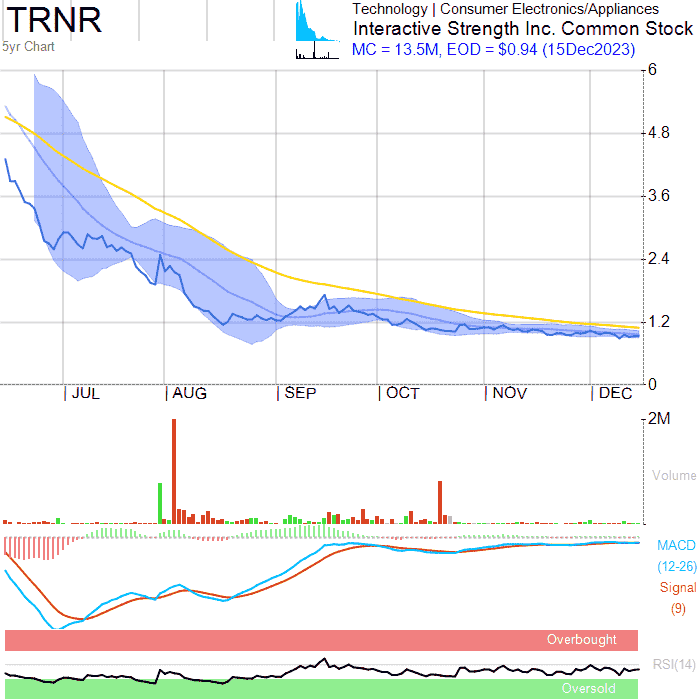 TRNR
5yr Chart
Technology | Consumer Electronics/Appliances
Interactive Strength Inc. Common Stock
MC = 13.5M, EOD = $0.94 (15Dec2023)
6
4.8
3.6
2.4
1.2
0
JUL
AUG
SEP
OCT
NOV
DEC
2M
Volume
MACD
(12-26)
Signal
(9)
Overbought
RSI(14)
Oversold